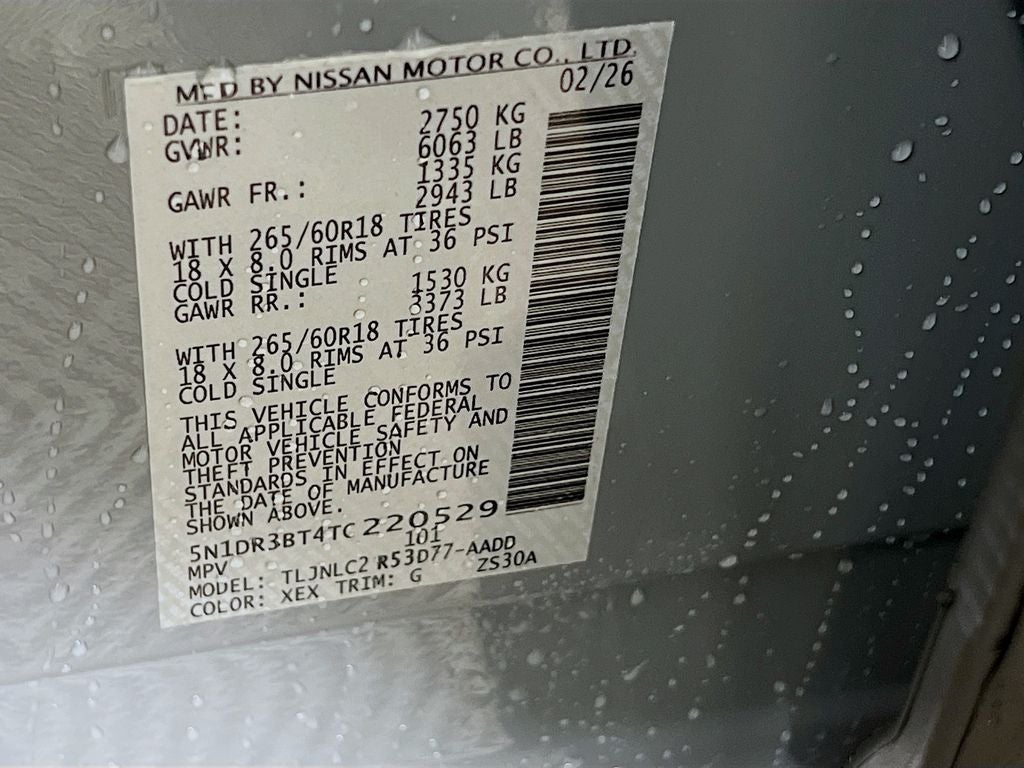 MFD BY NISSAN MOTOR CO., LTD.
DATE: 02/26
GVWR: 2750 KG
6063 LB
GAWR FR.: 1335 KG
2943 LB
WITH 265/60R18 TIRES
18 X 8.0 RIMS AT 36 PSI
COLD SINGLE
GAWR RR.: 1530 KG
3373 LB
WITH 265/60R18 TIRES
18 X 8.0 RIMS AT 36 PSI
COLD SINGLE
THIS VEHICLE CONFORMS TO
ALL APPLICABLE FEDERAL
MOTOR VEHICLE SAFETY AND
THEFT PREVENTION
STANDARDS IN EFFECT ON
THE DATE OF MANUFACTURE
SHOWN ABOVE.
5N1DR3BT4TC220529
MPV 101
MODEL: TLJNLC2 R53D77-AADD
COLOR: XEX TRIM: G ZS30A